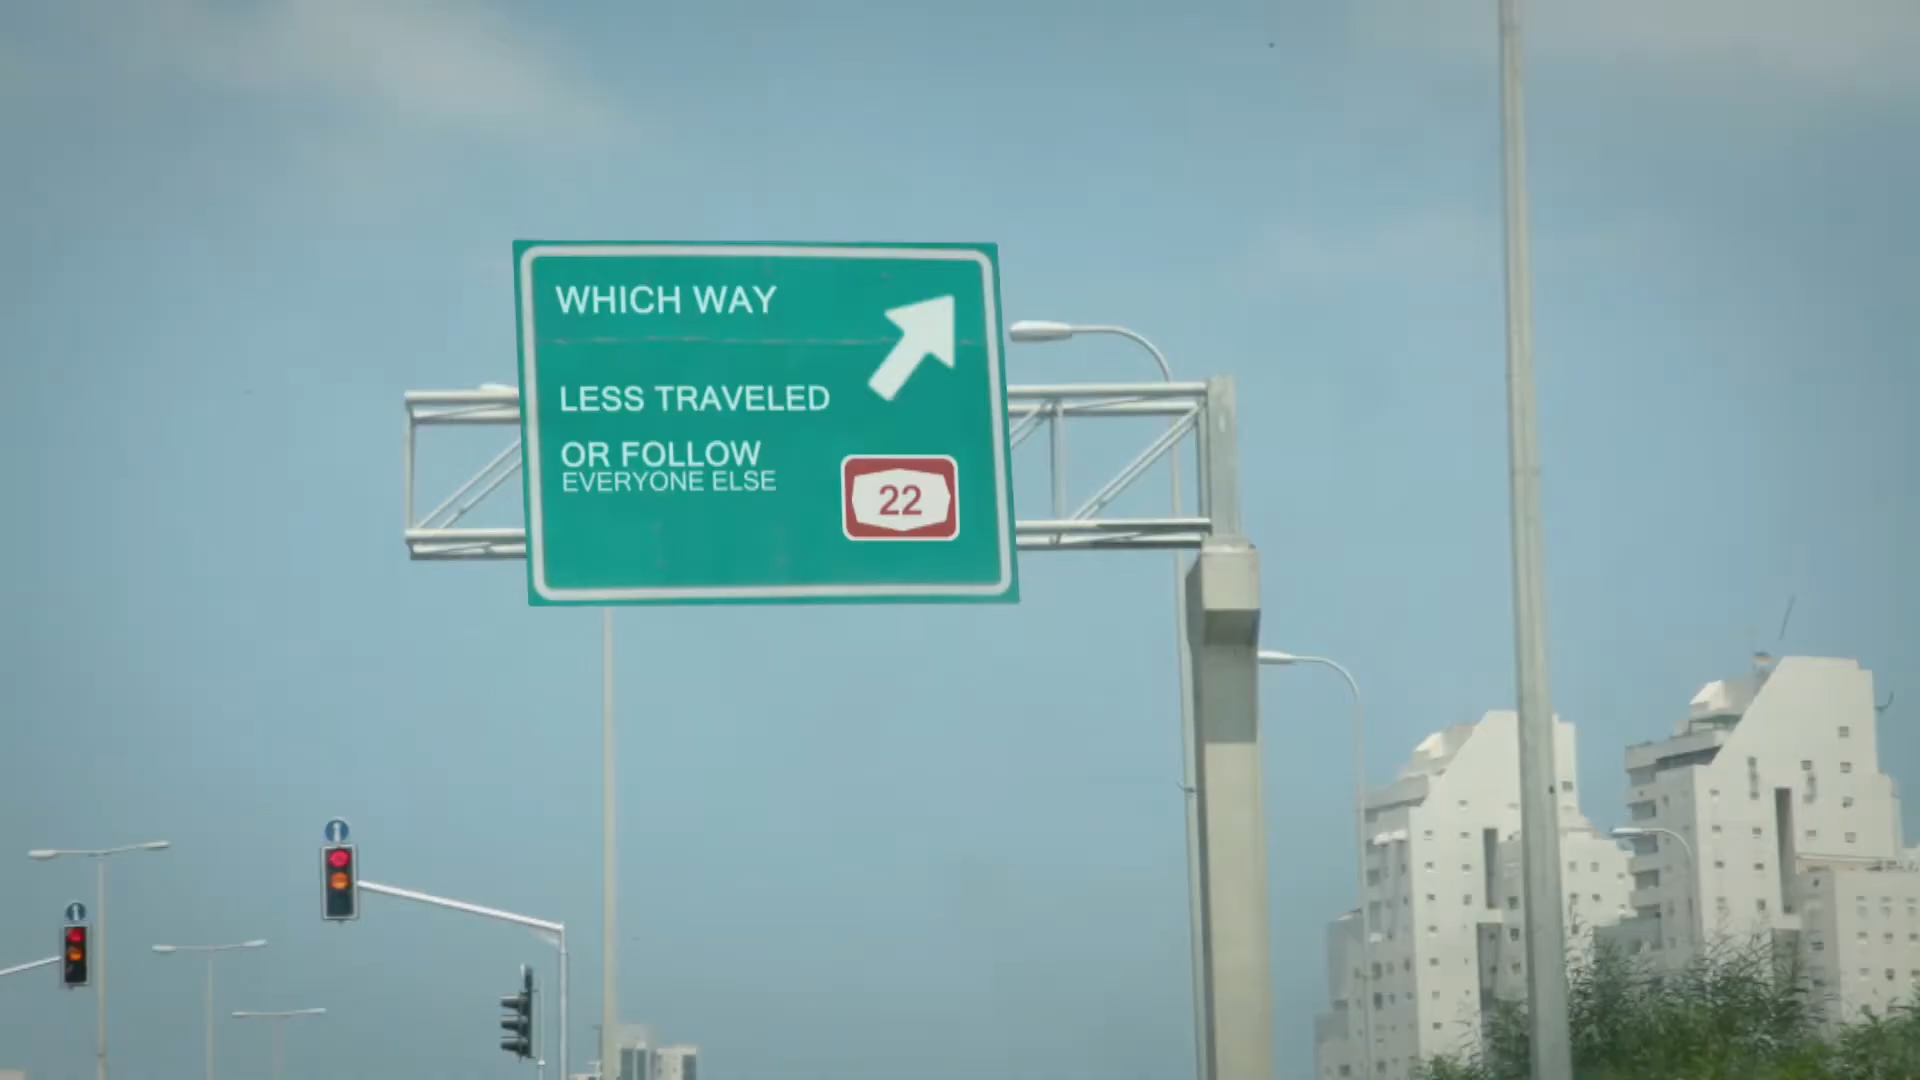 WHICH WAY
LESS TRAVELED
OR FOLLOW
EVERYONE ELSE
22